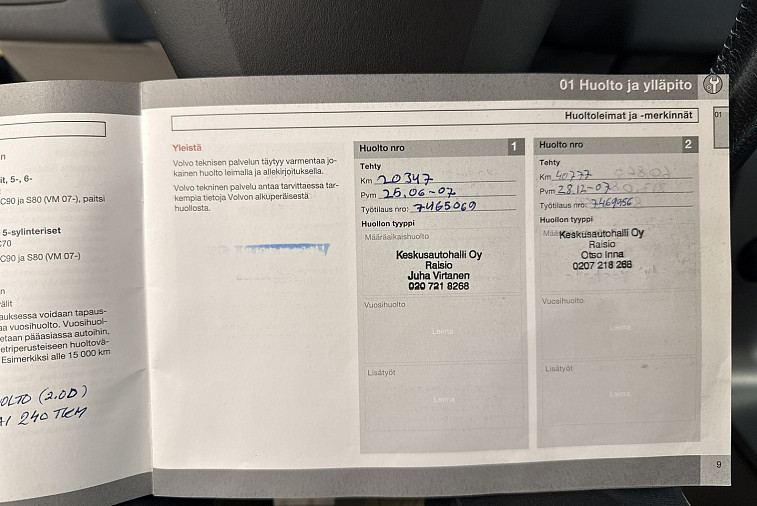 n
it, 5-, 6-
C90 ja S80 (VM 07-), paitsi
5-sylinteriset
C70
C90 ja S80 (VM 07-)
n
älit
auksessa voidaan tapaus-
aa vuosihuolto. Vuosihuol-
etaan pääasiassa autoihin,
etriperusteiseen huoltovä-
Esimerkiksi alle 15 000 km
OLTO (2.0D)
AI 240 TKM
01 Huolto ja ylläpito
Huoltoleimat ja -merkinnät
01
Yleistä
Volvo teknisen palvelun täytyy varmentaa jo-
kainen huolto leimalla ja allekirjoituksella.
Volvo tekninen palvelu antaa tarvittaessa tar-
kempia tietoja Volvon alkuperäisestä
huollosta.
Huolto nro 1
Tehty
Km 20347
Pvm 25.06-07
Työtilaus nro: 7465069
Huollon tyyppi
Määräaikaishuolto
Keskusautohalli Oy
Raisio
Juha Virtanen
020 721 8268
Vuosihuolto
Leima
Lisätyöt
Leima
Huolto nro 2
Tehty
Km 40777
Pvm 28.12-07
Työtilaus nro: 7469956
Huollon tyyppi
Keskusautohalli Oy
Raisio
Otso Inna
0207 218 268
Vuosihuolto
Leima
Lisätyöt
Leima
9